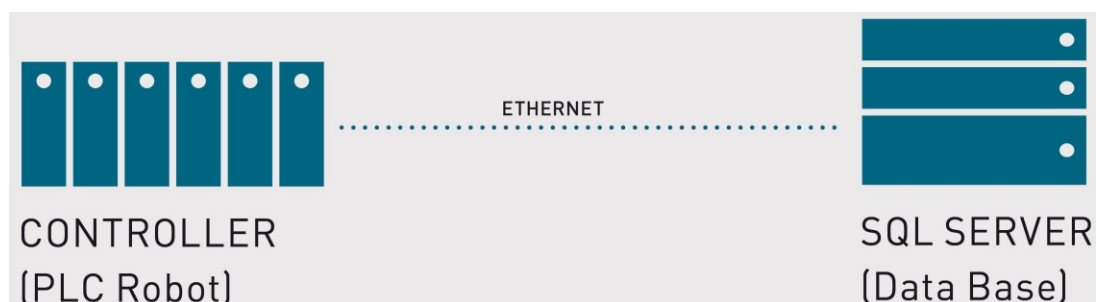 ETHERNET
CONTROLLER
(PLC Robot)
SQL SERVER
(Data Base)